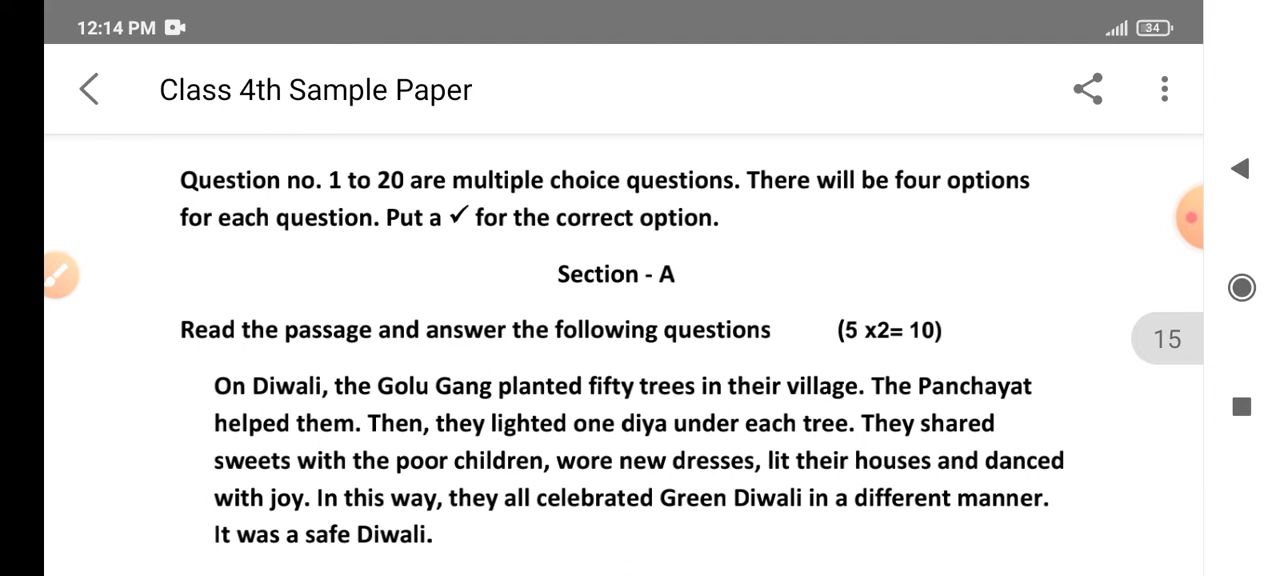 12:14 PM
34
Class 4th Sample Paper
Question no. 1 to 20 are multiple choice questions. There will be four options
for each question. Put a ✓ for the correct option.
Section - A
Read the passage and answer the following questions (5 x2= 10)
15
On Diwali, the Golu Gang planted fifty trees in their village. The Panchayat
helped them. Then, they lighted one diya under each tree. They shared
sweets with the poor children, wore new dresses, lit their houses and danced
with joy. In this way, they all celebrated Green Diwali in a different manner.
It was a safe Diwali.